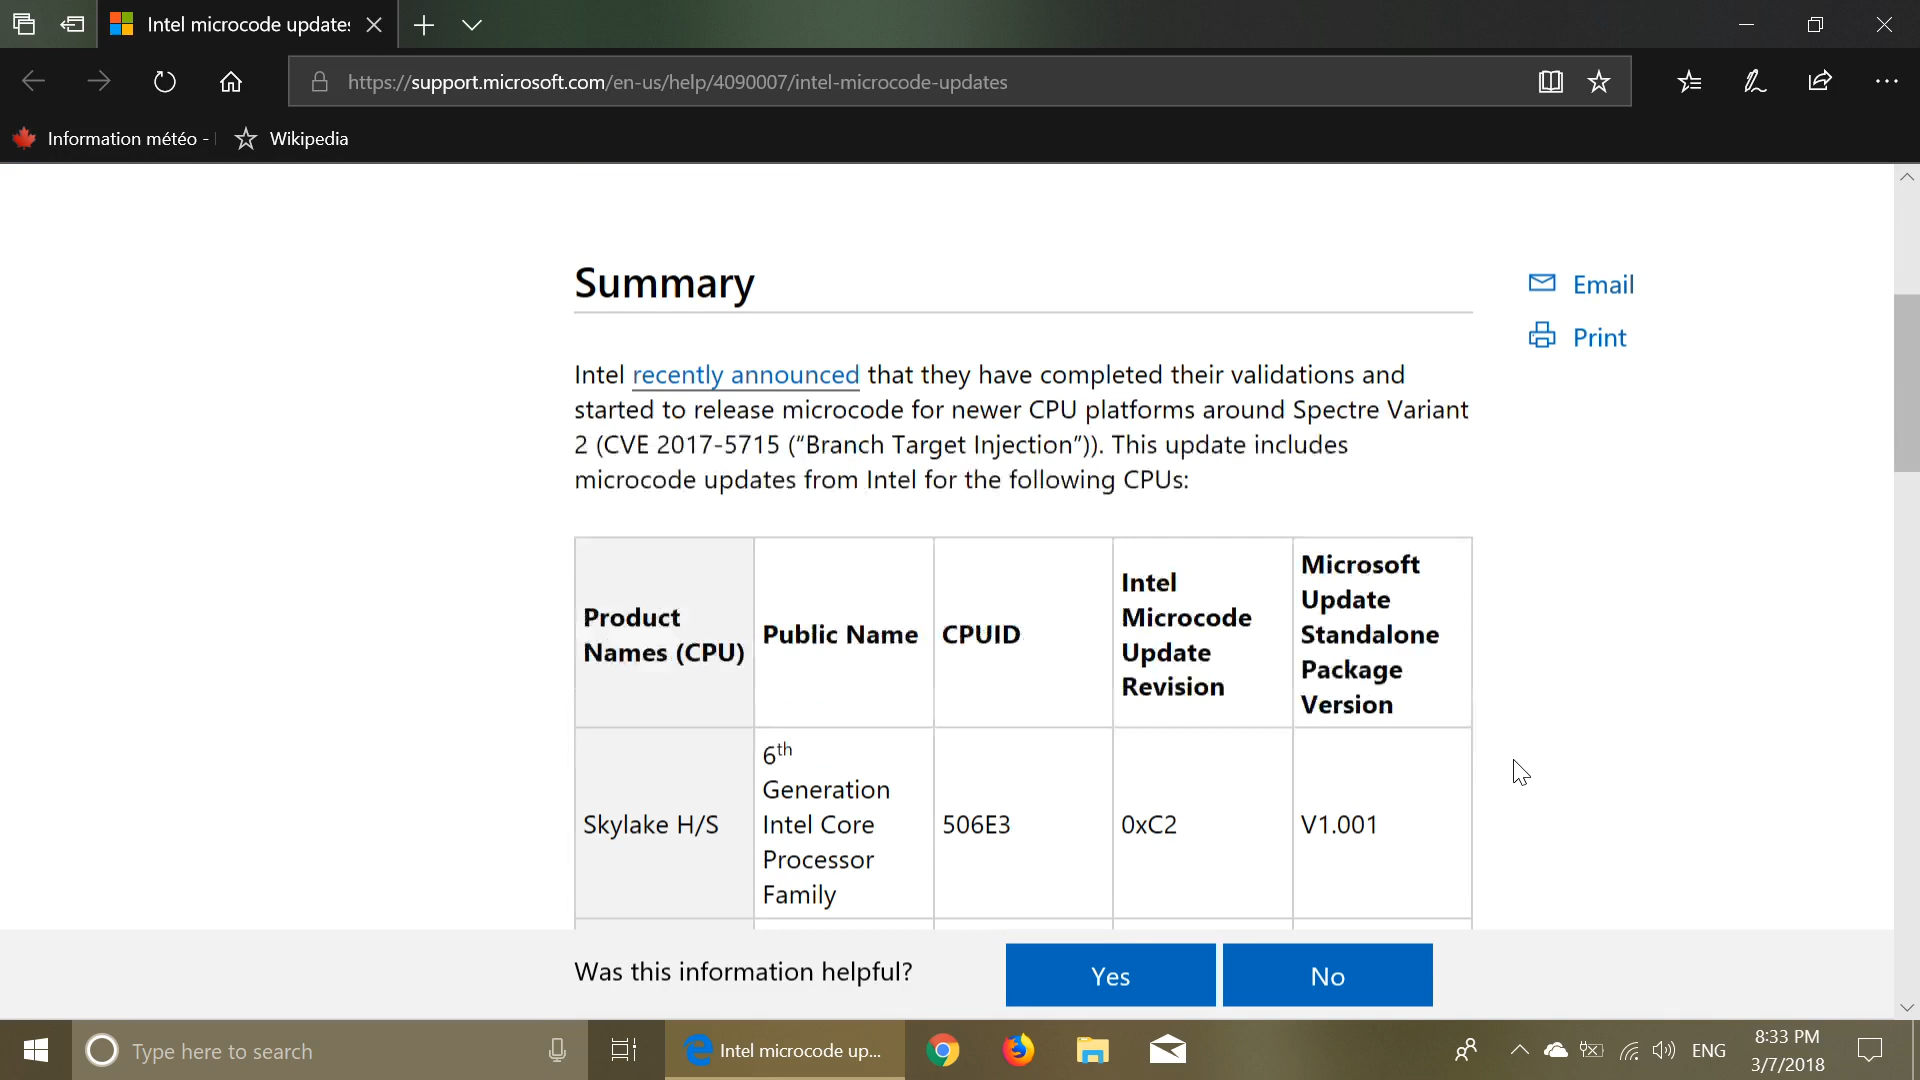 Intel microcode updates
https://support.microsoft.com/en-us/help/4090007/intel-microcode-updates
Information météo -
Wikipedia
Summary
Email
Print
Intel recently announced that they have completed their validations and
started to release microcode for newer CPU platforms around Spectre Variant
2 (CVE 2017-5715 (“Branch Target Injection”)). This update includes
microcode updates from Intel for the following CPUs:
Product
Names (CPU)
Public Name
CPUID
Intel
Microcode
Update
Revision
Microsoft
Update
Standalone
Package
Version
Skylake H/S
6th
Generation
Intel Core
Processor
Family
506E3
0xC2
V1.001
Was this information helpful?
Yes
No
Type here to search
Intel microcode up...
ENG
8:33 PM
3/7/2018